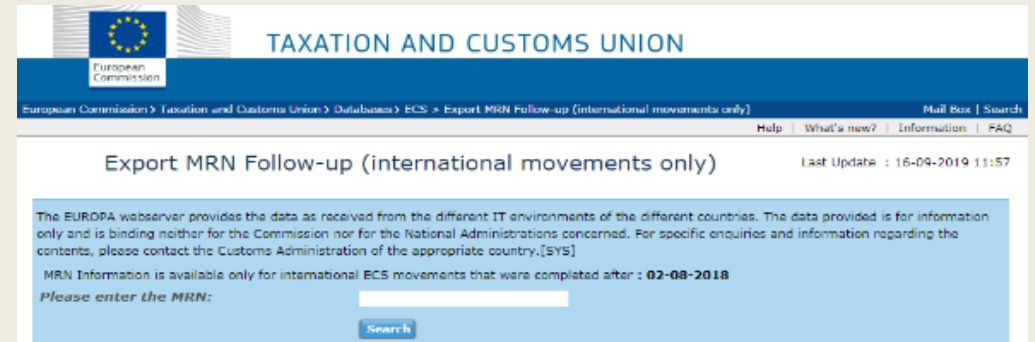 TAXATION AND CUSTOMS UNION
European
Commission
European Commission > Taxation and Customs Union > Databases > ECS > Export MRN Follow-up (international movements only) Mail Box | Search
Help | What's new? | Information | FAQ
Export MRN Follow-up (international movements only) Last Update : 16-09-2019 11:57
The EUROPA webserver provides the data as received from the different IT environments of the different countries. The data provided is for information
only and is binding neither for the Commission nor for the National Administrations concerned. For specific enquiries and information regarding the
contents, please contact the Customs Administration of the appropriate country.[SYS]
MRN Information is available only for international ECS movements that were completed after : 02-08-2018
Please enter the MRN:
Search